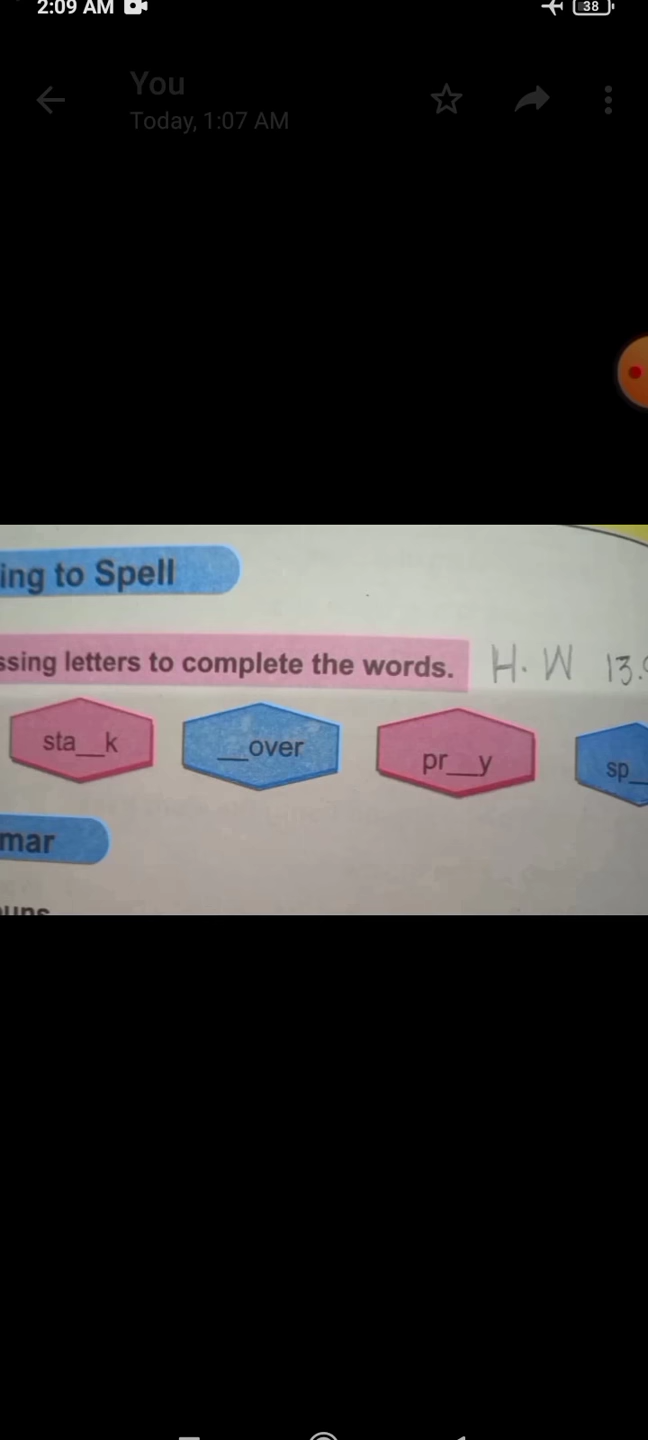 2:09 AM
38
You
Today, 1:07 AM
ing to Spell
ssing letters to complete the words. H.W 13.
sta__k __over pr__y sp_
mar